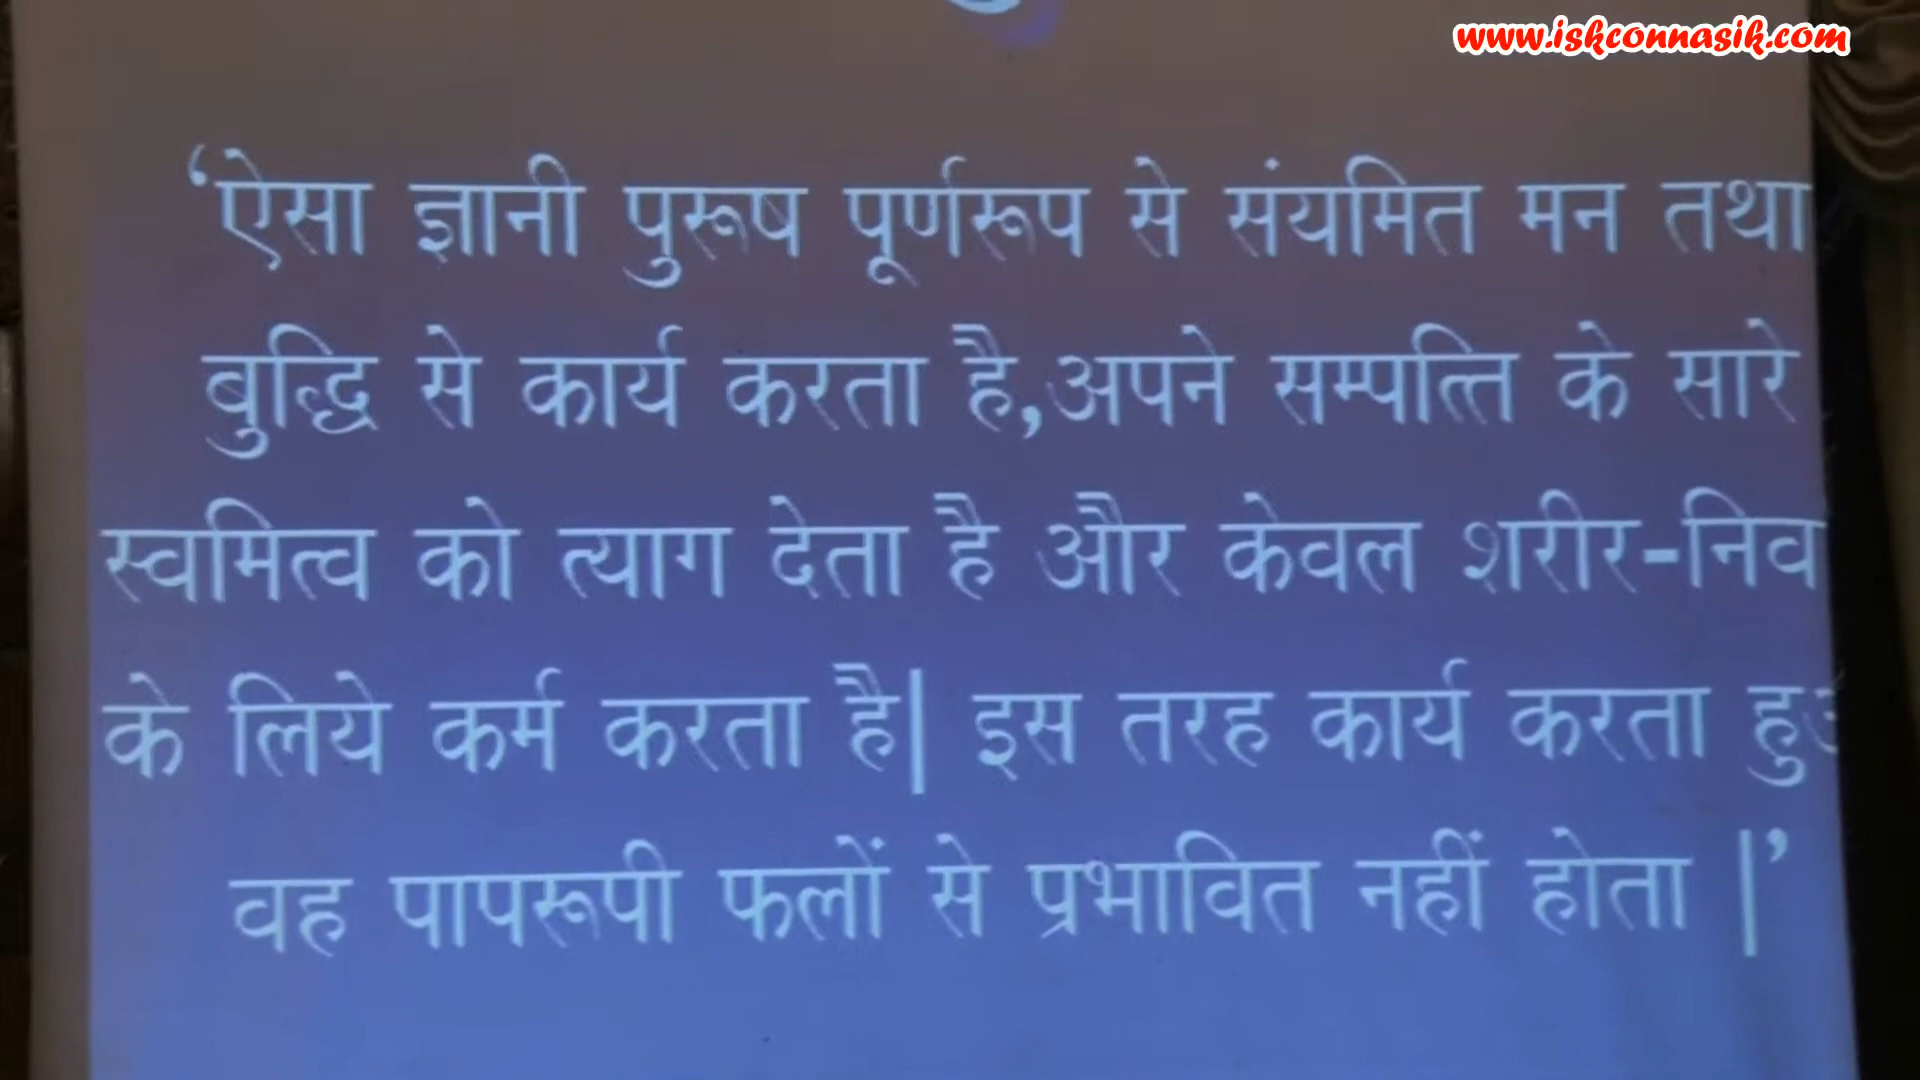 www.iskconnasik.com
‘ऐसा ज्ञानी पुरूष पूर्णरूप से संयमित मन तथा
बुद्धि से कार्य करता है,अपने सम्पत्ति के सारे
स्वमित्व को त्याग देता है और केवल शरीर-निव
के लिये कर्म करता है| इस तरह कार्य करता
वह पापरूपी फलों से प्रभावित नहीं होता |’